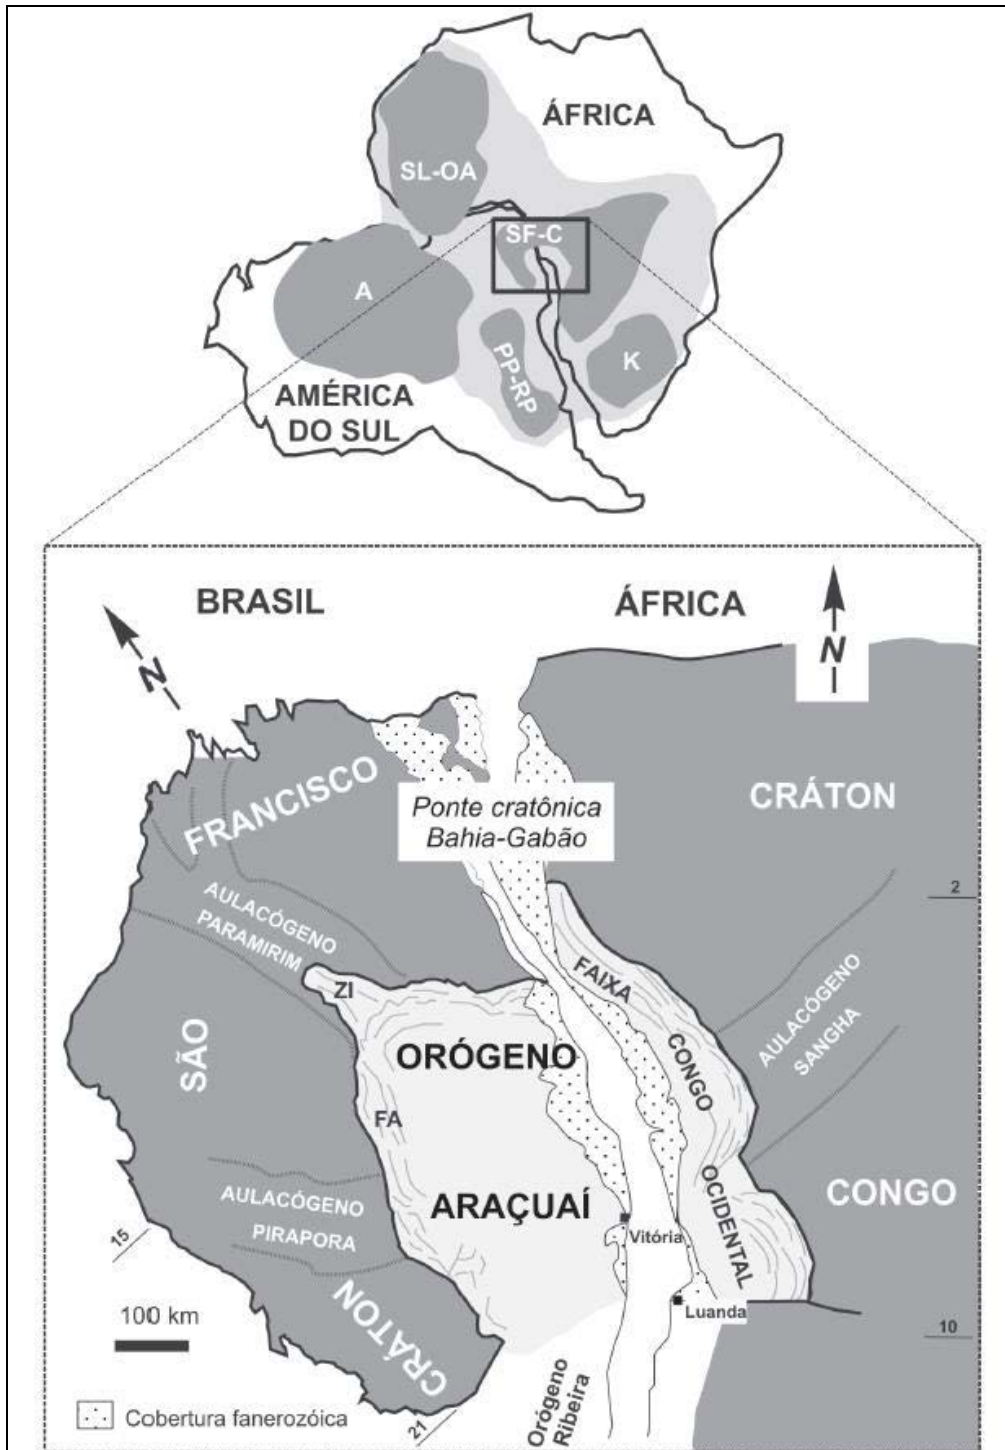 ÁFRICA
SL-OA
SF-C
A
PP-RP
K
AMÉRICA
DO SUL
BRASIL
ÁFRICA
N
N
FRANCISCO
CRÁTON
Ponte cratônica
Bahia-Gabão
2
AULACÓGENO
PARAMIRIM
FAIXA
ZI
AULACÓGENO
SANGHA
SÃO
ORÓGENO
CONGO
FA
AULACÓGENO
PIRAPORA
ARAÇUAÍ
OCIDENTAL
CONGO
15
Vitória
100 km
CRÁTON
Luanda
10
Cobertura fanerozóica
21
Orógeno
Ribeira